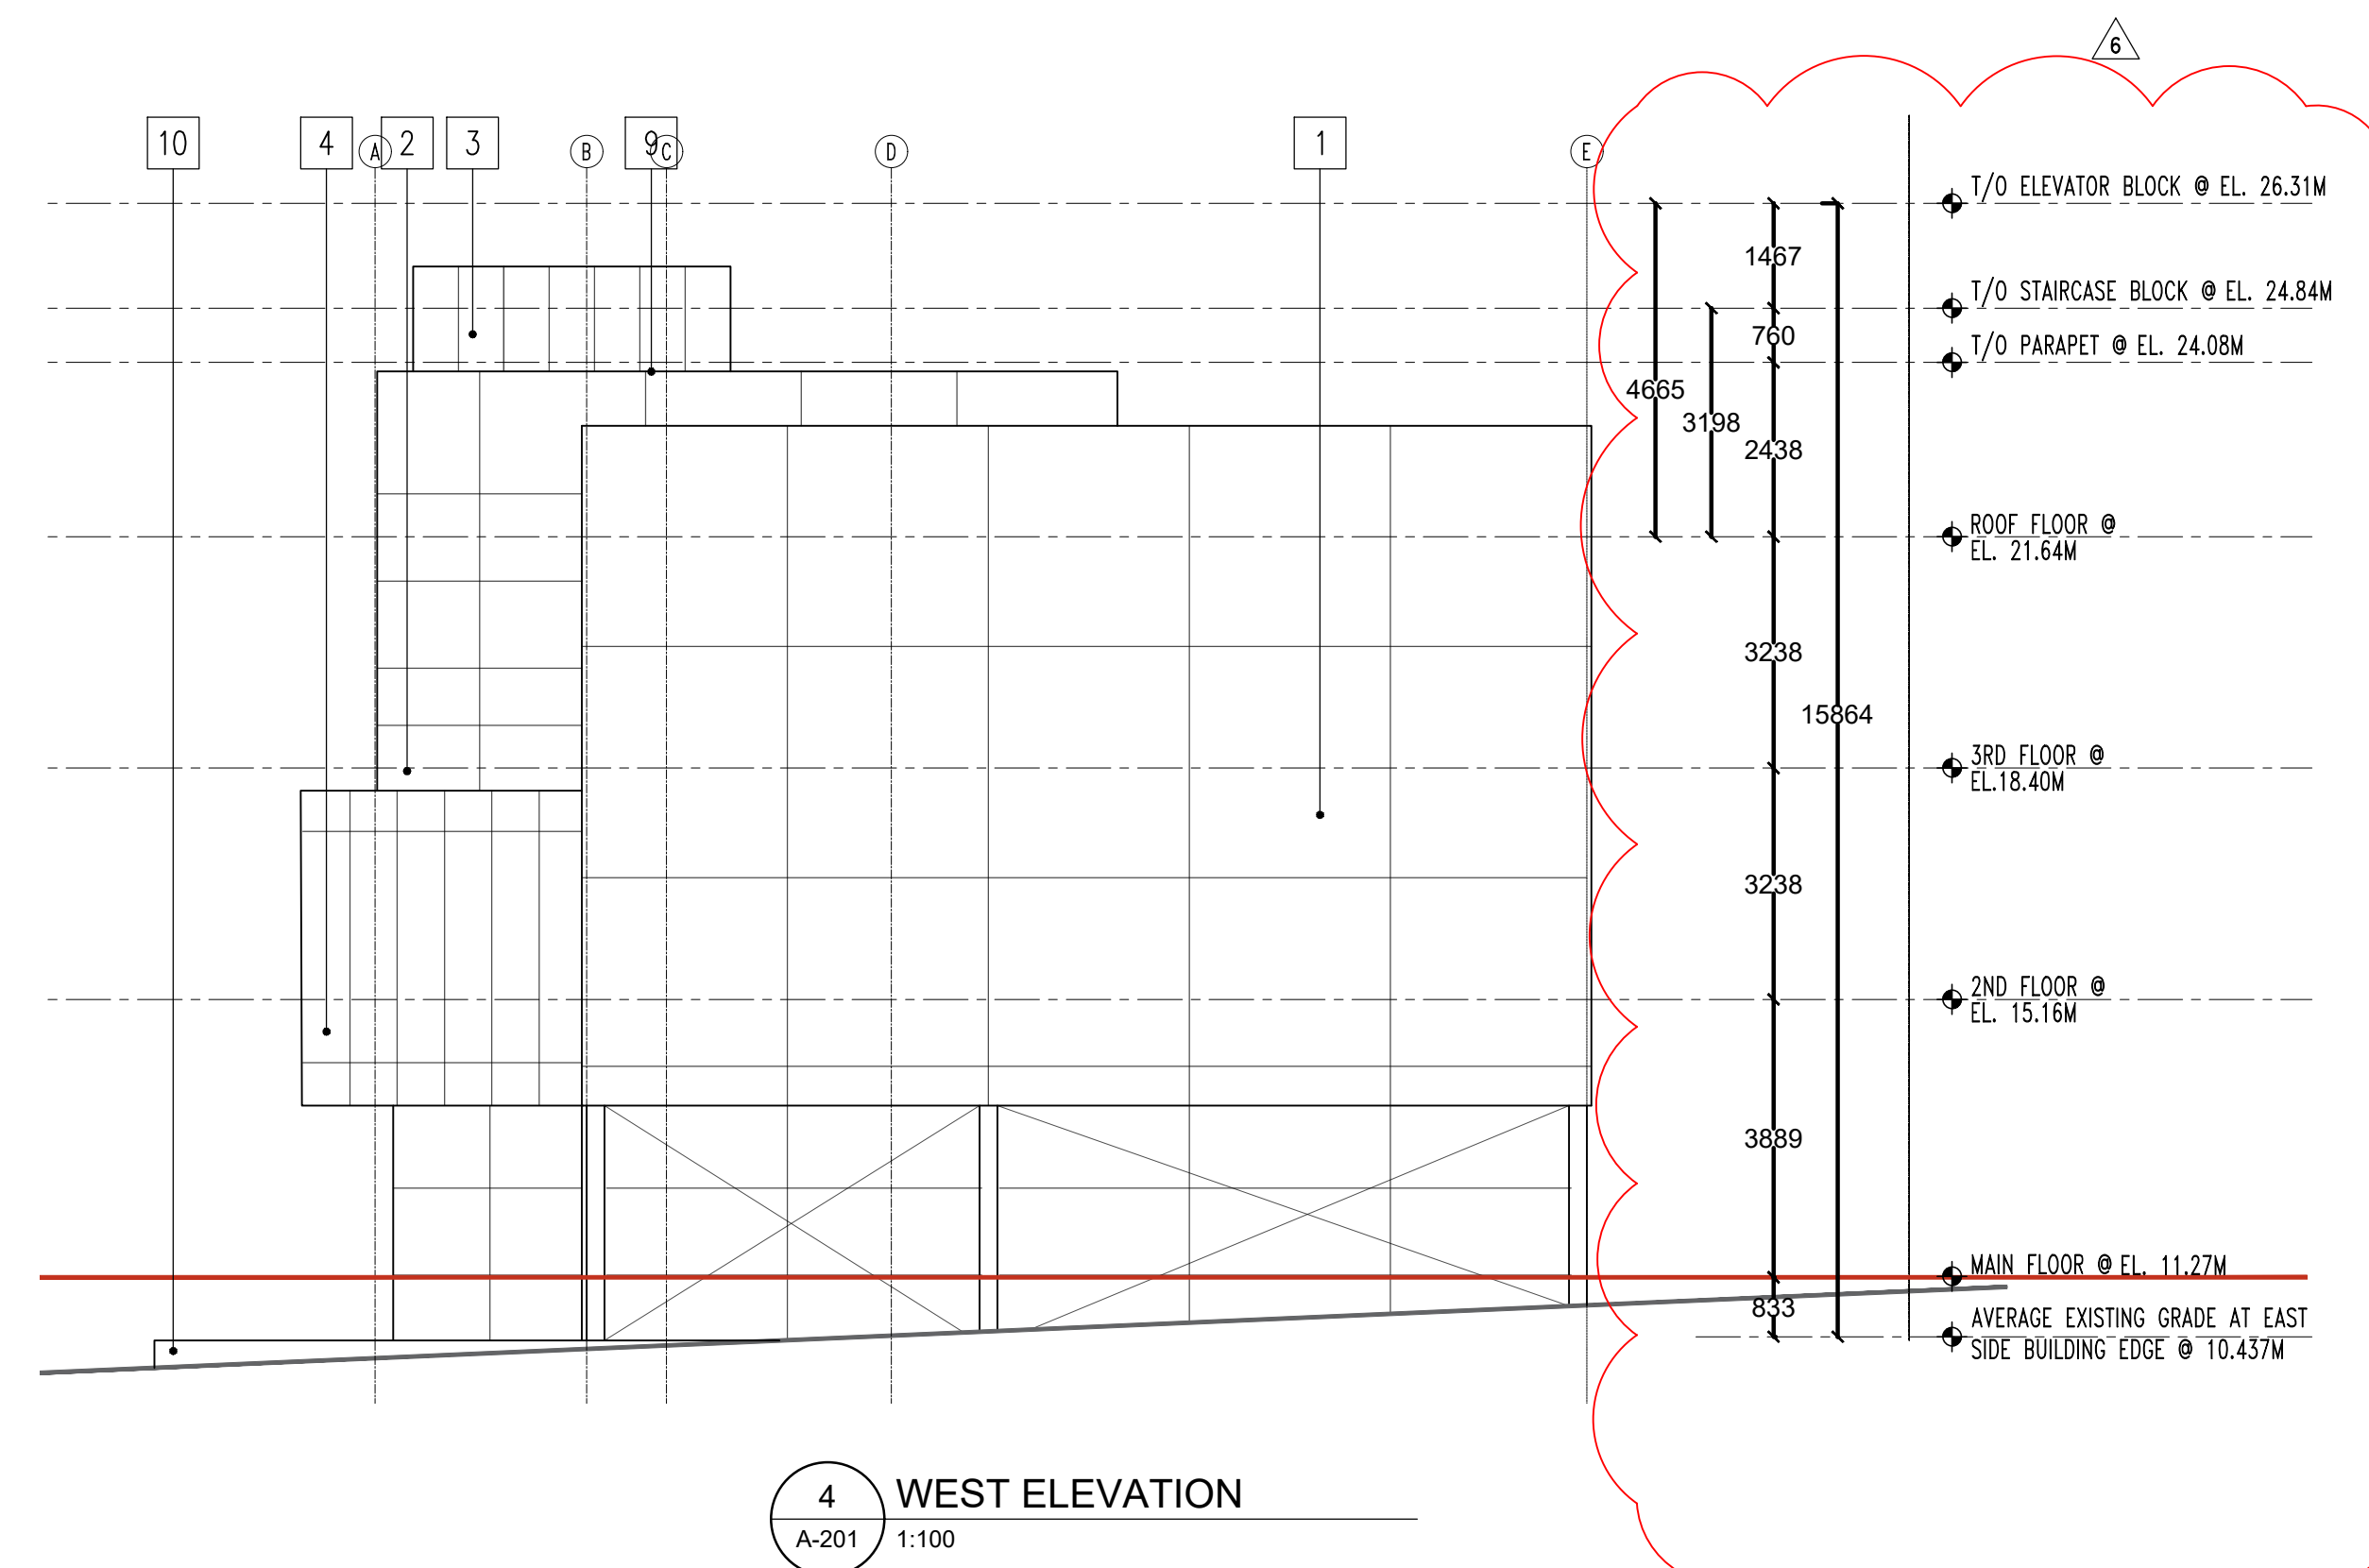 6
10
4
A
2
3
B
9
C
D
1
E
T/O ELEVATOR BLOCK @ EL. 26.31M
1467
T/O STAIRCASE BLOCK @ EL. 24.84M
760
T/O PARAPET @ EL. 24.08M
4665
3198
2438
ROOF FLOOR @
EL. 21.64M
3238
15864
3RD FLOOR @
EL.18.40M
3238
2ND FLOOR @
EL. 15.16M
3889
MAIN FLOOR @ EL. 11.27M
833
AVERAGE EXISTING GRADE AT EAST
SIDE BUILDING EDGE @ 10.437M
4
WEST ELEVATION
A-201
1:100